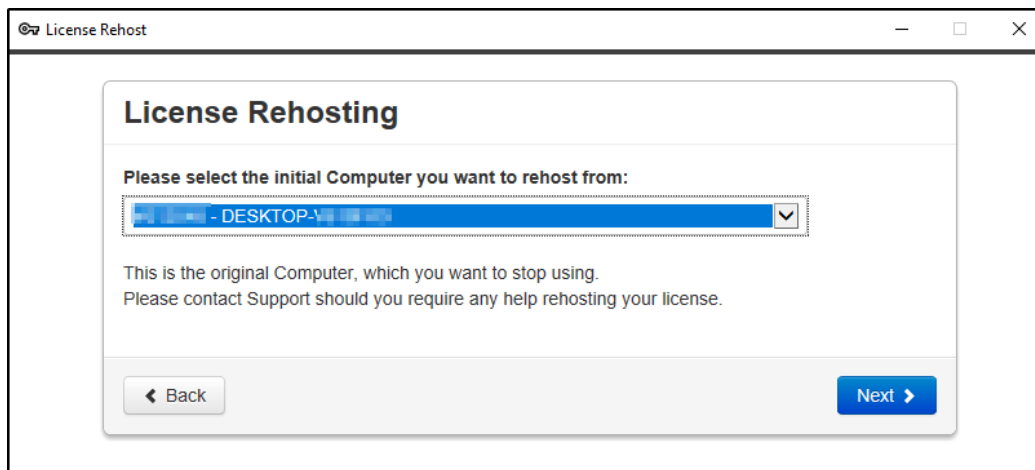 License Rehost
License Rehosting
Please select the initial Computer you want to rehost from:
- DESKTOP-
This is the original Computer, which you want to stop using.
Please contact Support should you require any help rehosting your license.
Back
Next